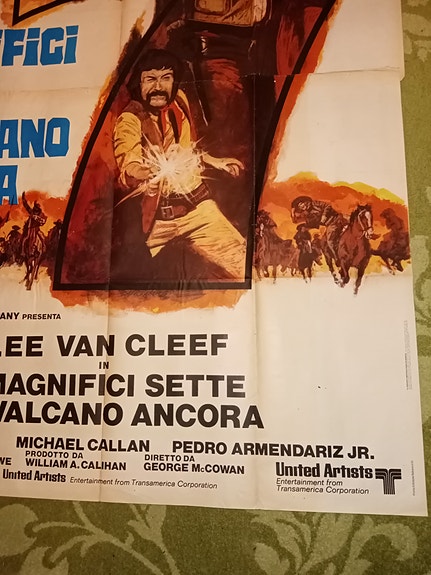 FICI
ANO
A
ANY PRESENTA
LEE VAN CLEEF
IN
MAGNIFICI SETTE
VALCANO ANCORA
MICHAEL CALLAN PEDRO ARMENDARIZ JR.
WE PRODOTTO DA WILLIAM A. CALIHAN DIRETTO DA GEORGE McCOWAN
United Artists Entertainment from Transamerica Corporation
United Artists
Entertainment from
Transamerica Corporation